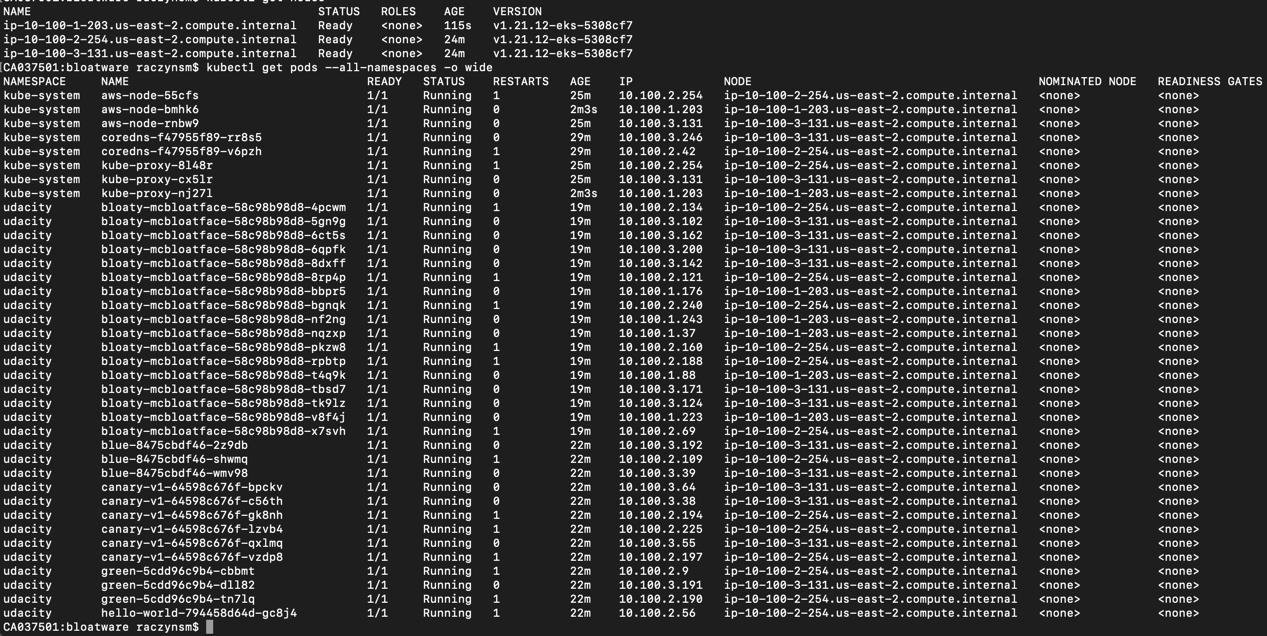 NAME STATUS ROLES AGE VERSION
ip-10-100-1-203.us-east-2.compute.internal Ready <none> 115s v1.21.12-eks-5308cf7
ip-10-100-2-254.us-east-2.compute.internal Ready <none> 24m v1.21.12-eks-5308cf7
ip-10-100-3-131.us-east-2.compute.internal Ready <none> 24m v1.21.12-eks-5308cf7
[CA037501:bloatware raczynsm$ kubectl get pods --all-namespaces -o wide
NAMESPACE NAME READY STATUS RESTARTS AGE IP NODE NOMINATED NODE READINESS GATES
kube-system aws-node-55cfs 1/1 Running 1 25m 10.100.2.254 ip-10-100-2-254.us-east-2.compute.internal <none> <none>
kube-system aws-node-bmhk6 1/1 Running 0 2m3s 10.100.1.203 ip-10-100-1-203.us-east-2.compute.internal <none> <none>
kube-system aws-node-rnbw9 1/1 Running 0 25m 10.100.3.131 ip-10-100-3-131.us-east-2.compute.internal <none> <none>
kube-system coredns-f47955f89-rr8s5 1/1 Running 0 29m 10.100.3.246 ip-10-100-3-131.us-east-2.compute.internal <none> <none>
kube-system coredns-f47955f89-v6pzh 1/1 Running 1 29m 10.100.2.42 ip-10-100-2-254.us-east-2.compute.internal <none> <none>
kube-system kube-proxy-8l48r 1/1 Running 1 25m 10.100.2.254 ip-10-100-2-254.us-east-2.compute.internal <none> <none>
kube-system kube-proxy-cx5lr 1/1 Running 0 25m 10.100.3.131 ip-10-100-3-131.us-east-2.compute.internal <none> <none>
kube-system kube-proxy-nj27l 1/1 Running 0 2m3s 10.100.1.203 ip-10-100-1-203.us-east-2.compute.internal <none> <none>
udacity bloaty-mcbloatface-58c98b98d8-4pcwm 1/1 Running 1 19m 10.100.2.134 ip-10-100-2-254.us-east-2.compute.internal <none> <none>
udacity bloaty-mcbloatface-58c98b98d8-5gn9g 1/1 Running 0 19m 10.100.3.102 ip-10-100-3-131.us-east-2.compute.internal <none> <none>
udacity bloaty-mcbloatface-58c98b98d8-6ct5s 1/1 Running 0 19m 10.100.3.162 ip-10-100-3-131.us-east-2.compute.internal <none> <none>
udacity bloaty-mcbloatface-58c98b98d8-6qpfk 1/1 Running 0 19m 10.100.3.200 ip-10-100-3-131.us-east-2.compute.internal <none> <none>
udacity bloaty-mcbloatface-58c98b98d8-8dxff 1/1 Running 0 19m 10.100.3.142 ip-10-100-3-131.us-east-2.compute.internal <none> <none>
udacity bloaty-mcbloatface-58c98b98d8-8rp4p 1/1 Running 1 19m 10.100.2.121 ip-10-100-2-254.us-east-2.compute.internal <none> <none>
udacity bloaty-mcbloatface-58c98b98d8-bbpr5 1/1 Running 0 19m 10.100.1.176 ip-10-100-1-203.us-east-2.compute.internal <none> <none>
udacity bloaty-mcbloatface-58c98b98d8-bgnqk 1/1 Running 1 19m 10.100.2.240 ip-10-100-2-254.us-east-2.compute.internal <none> <none>
udacity bloaty-mcbloatface-58c98b98d8-nf2ng 1/1 Running 0 19m 10.100.1.243 ip-10-100-1-203.us-east-2.compute.internal <none> <none>
udacity bloaty-mcbloatface-58c98b98d8-nqzxp 1/1 Running 0 19m 10.100.1.37 ip-10-100-1-203.us-east-2.compute.internal <none> <none>
udacity bloaty-mcbloatface-58c98b98d8-pkzw8 1/1 Running 1 19m 10.100.2.160 ip-10-100-2-254.us-east-2.compute.internal <none> <none>
udacity bloaty-mcbloatface-58c98b98d8-rpbtp 1/1 Running 1 19m 10.100.2.188 ip-10-100-2-254.us-east-2.compute.internal <none> <none>
udacity bloaty-mcbloatface-58c98b98d8-t4q9k 1/1 Running 0 19m 10.100.1.88 ip-10-100-1-203.us-east-2.compute.internal <none> <none>
udacity bloaty-mcbloatface-58c98b98d8-tbsd7 1/1 Running 0 19m 10.100.3.171 ip-10-100-3-131.us-east-2.compute.internal <none> <none>
udacity bloaty-mcbloatface-58c98b98d8-tk9lz 1/1 Running 0 19m 10.100.3.124 ip-10-100-3-131.us-east-2.compute.internal <none> <none>
udacity bloaty-mcbloatface-58c98b98d8-v8f4j 1/1 Running 0 19m 10.100.1.223 ip-10-100-1-203.us-east-2.compute.internal <none> <none>
udacity bloaty-mcbloatface-58c98b98d8-x7svh 1/1 Running 1 19m 10.100.2.69 ip-10-100-2-254.us-east-2.compute.internal <none> <none>
udacity blue-8475cbdf46-2z9db 1/1 Running 0 22m 10.100.3.192 ip-10-100-3-131.us-east-2.compute.internal <none> <none>
udacity blue-8475cbdf46-shwmq 1/1 Running 1 22m 10.100.2.109 ip-10-100-2-254.us-east-2.compute.internal <none> <none>
udacity blue-8475cbdf46-wmv98 1/1 Running 0 22m 10.100.3.39 ip-10-100-3-131.us-east-2.compute.internal <none> <none>
udacity canary-v1-64598c676f-bpckv 1/1 Running 0 22m 10.100.3.64 ip-10-100-3-131.us-east-2.compute.internal <none> <none>
udacity canary-v1-64598c676f-c56th 1/1 Running 0 22m 10.100.3.38 ip-10-100-3-131.us-east-2.compute.internal <none> <none>
udacity canary-v1-64598c676f-gk8nh 1/1 Running 1 22m 10.100.2.194 ip-10-100-2-254.us-east-2.compute.internal <none> <none>
udacity canary-v1-64598c676f-lzvb4 1/1 Running 1 22m 10.100.2.225 ip-10-100-2-254.us-east-2.compute.internal <none> <none>
udacity canary-v1-64598c676f-qxlmq 1/1 Running 0 22m 10.100.3.55 ip-10-100-3-131.us-east-2.compute.internal <none> <none>
udacity canary-v1-64598c676f-vzdp8 1/1 Running 1 22m 10.100.2.197 ip-10-100-2-254.us-east-2.compute.internal <none> <none>
udacity green-5cdd96c9b4-cbbmt 1/1 Running 1 22m 10.100.2.9 ip-10-100-2-254.us-east-2.compute.internal <none> <none>
udacity green-5cdd96c9b4-dll82 1/1 Running 0 22m 10.100.3.191 ip-10-100-3-131.us-east-2.compute.internal <none> <none>
udacity green-5cdd96c9b4-tn7lq 1/1 Running 1 22m 10.100.2.190 ip-10-100-2-254.us-east-2.compute.internal <none> <none>
udacity hello-world-794458d64d-gc8j4 1/1 Running 1 22m 10.100.2.56 ip-10-100-2-254.us-east-2.compute.internal <none> <none>
CA037501:bloatware raczynsm$